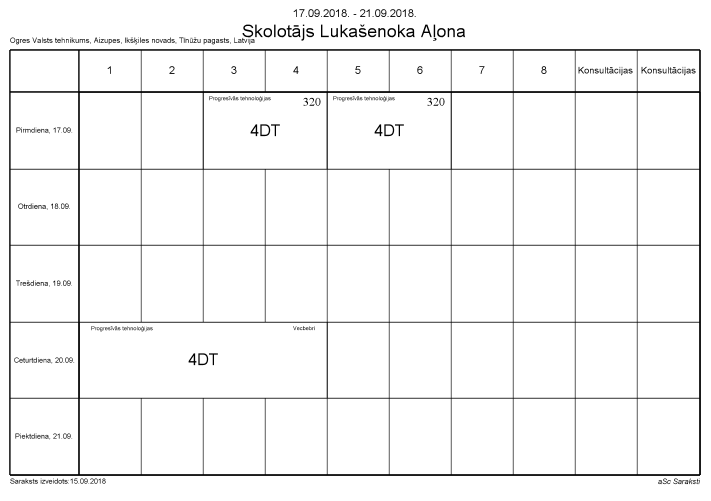 17.09.2018. - 21.09.2018.
Skolotājs Lukašenoka Aļona
Ogres Valsts tehnikums, Aizupes, Ikšķiles novads, Tīnūžu pagasts, Latvija
1 2 3 4 5 6 7 8 Konsultācijas Konsultācijas
Progresīvās tehnoloģijas 320 Progresīvās tehnoloģijas 320
Pirmdiena, 17.09. 4DT 4DT
Otrdiena, 18.09.
Trešdiena, 19.09.
Progresīvās tehnoloģijas Vecbebri
Ceturtdiena, 20.09. 4DT
Piektdiena, 21.09.
Saraksts izveidots:15.09.2018 aSc Saraksti